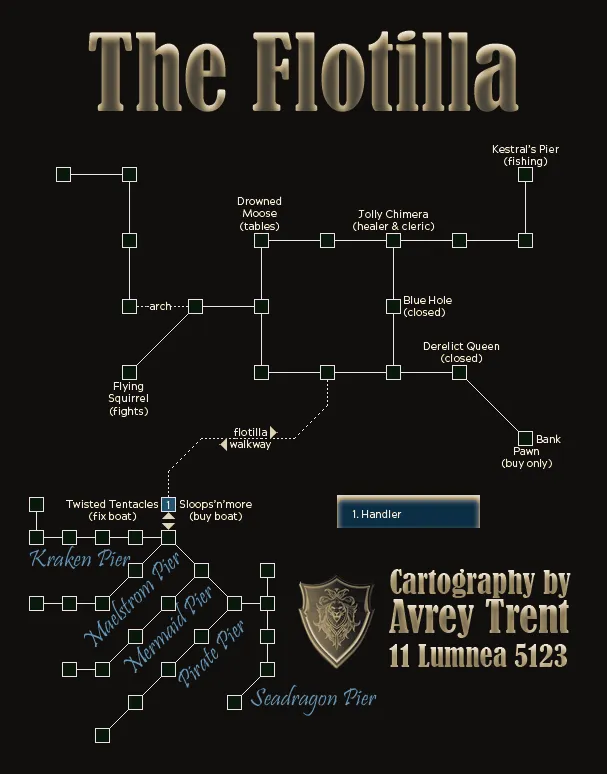 The Flotilla
Kestral's Pier
(fishing)
Drowned
Moose
(tables)
Jolly Chimera
(healer & cleric)
arch
Blue Hole
(closed)
Derelict Queen
(closed)
Flying
Squirrel
(fights)
flotilla
walkway
Bank
Pawn
(buy only)
Twisted Tentacles
(fix boat)
1
Sloops'n'more
(buy boat)
1. Handler
Kraken Pier
Maelstrom Pier
Mermaid Pier
Pirate Pier
Seadragon Pier
Cartography by
Avrey Trent
11 Lumnea 5123